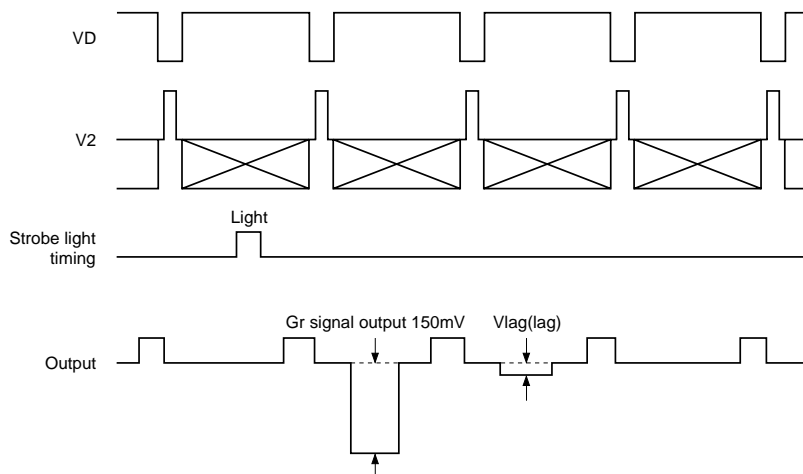 VD
V2
Light
Strobe light
timing
Gr signal output 150mV
Vlag(lag)
Output